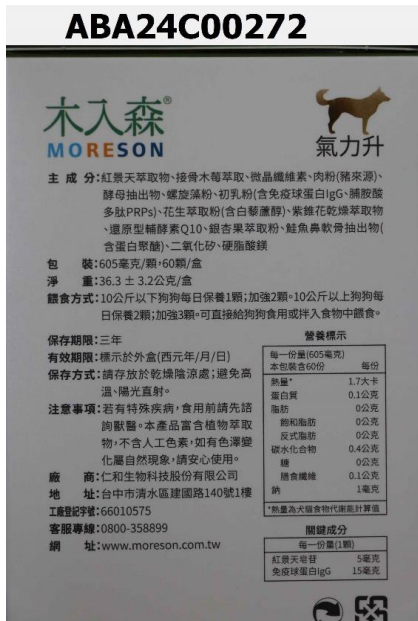 ABA24C00272
木入森®
MORESON
氣力升
主成分:紅景天萃取物、接骨木莓萃取、微晶纖維素、肉粉(豬來源)、
酵母抽出物、螺旋藻粉、初乳粉(含免疫球蛋白IgG、脯胺酸
多肽PRPs)、花生萃取粉(含白藜蘆醇)、紫錐花乾燥萃取物
、還原型輔酵素Q10、銀杏果萃取粉、鮭魚鼻軟骨抽出物(
含蛋白聚醣)、二氧化矽、硬脂酸鎂
包裝:605毫克/顆,60顆/盒
淨重:36.3 ± 3.2公克/盒
餵食方式:10公斤以下狗狗每日保養1顆;加強2顆。10公斤以上狗狗每
日保養2顆;加強3顆。可直接給狗狗食用或拌入食物中餵食。
保存期限:三年
有效期限:標示於外盒(西元年/月/日)
保存方式:請存放於乾燥陰涼處;避免高
溫、陽光直射。
注意事項:若有特殊疾病,食用前請先諮
詢獸醫。本產品富含植物萃取
物,不含人工色素,如有色澤變
化屬自然現象,請安心使用。
廠商:仁和生物科技股份有限公司
地址:台中市清水區建國路140號1樓
工廠登記字號:66010575
客服專線:0800-358899
網址:www.moreson.com.tw
營養標示
每一份量(605毫克)
本包裝含60份 每份
熱量* 1.7大卡
蛋白質 0.1公克
脂肪 0公克
飽和脂肪 0公克
反式脂肪 0公克
碳水化合物 0.4公克
糖 0公克
膳食纖維 0.1公克
鈉 1毫克
*熱量為犬貓食物代謝能計算值
關鍵成分
每一份量(1顆)
紅景天皂苷 5毫克
免疫球蛋白IgG 15毫克